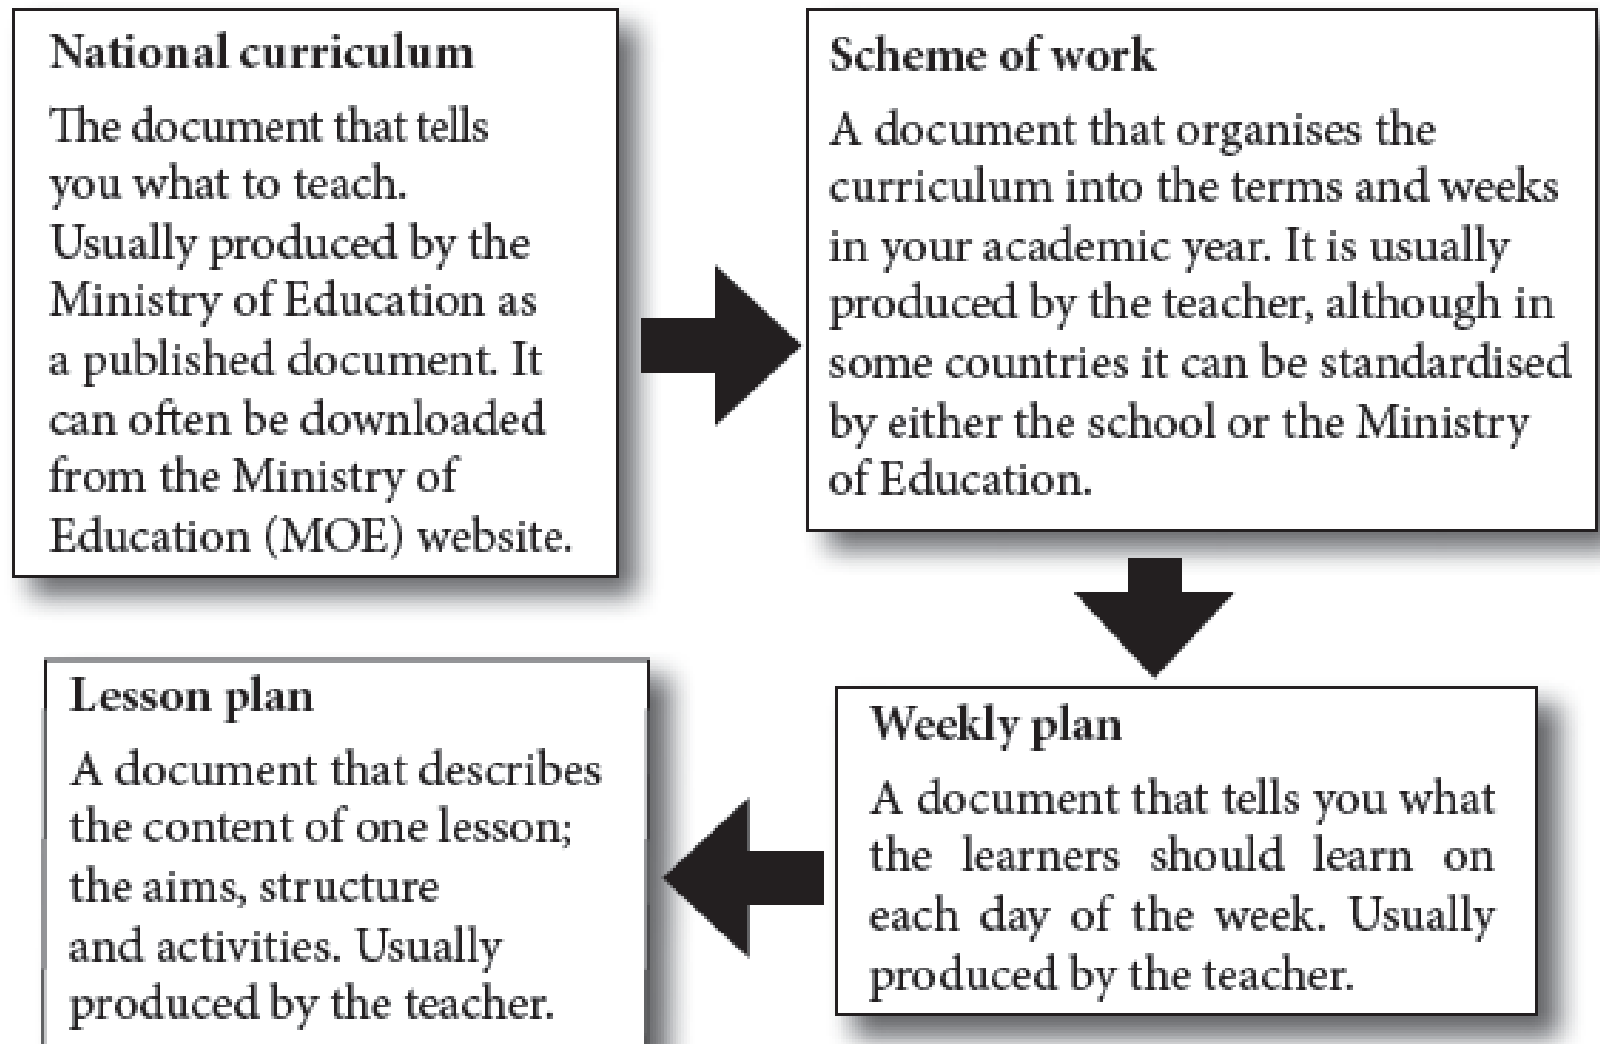 National curriculum
The document that tells
you what to teach.
Usually produced by the
Ministry of Education as
a published document. It
can often be downloaded
from the Ministry of
Education (MOE) website.
Scheme of work
A document that organises the
curriculum into the terms and weeks
in your academic year. It is usually
produced by the teacher, although in
some countries it can be standardised
by either the school or the Ministry
of Education.
Weekly plan
A document that tells you what
the learners should learn on
each day of the week. Usually
produced by the teacher.
Lesson plan
A document that describes
the content of one lesson;
the aims, structure
and activities. Usually
produced by the teacher.